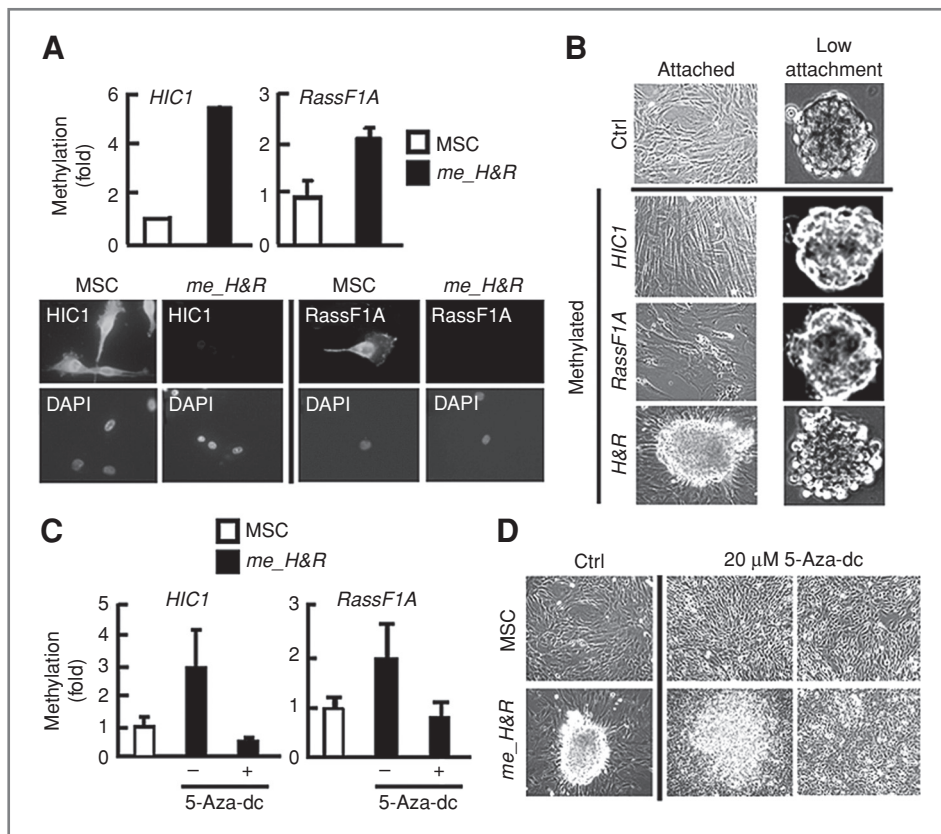 A
HIC1
RassF1A
6
4
2
0
3
2
1
0
Methylation
(fold)
MSC
me_H&R
MSC
me_H&R
MSC
me_H&R
HIC1
HIC1
RassF1A
RassF1A
DAPI
DAPI
DAPI
DAPI
B
Attached
Low
attachment
Ctrl
Methylated
HIC1
RassF1A
H&R
C
MSC
me_H&R
HIC1
RassF1A
5
4
3
2
1
0
3
2
1
0
Methylation
(fold)
– +
– +
5-Aza-dc
5-Aza-dc
D
Ctrl
20 μM 5-Aza-dc
MSC
me_H&R